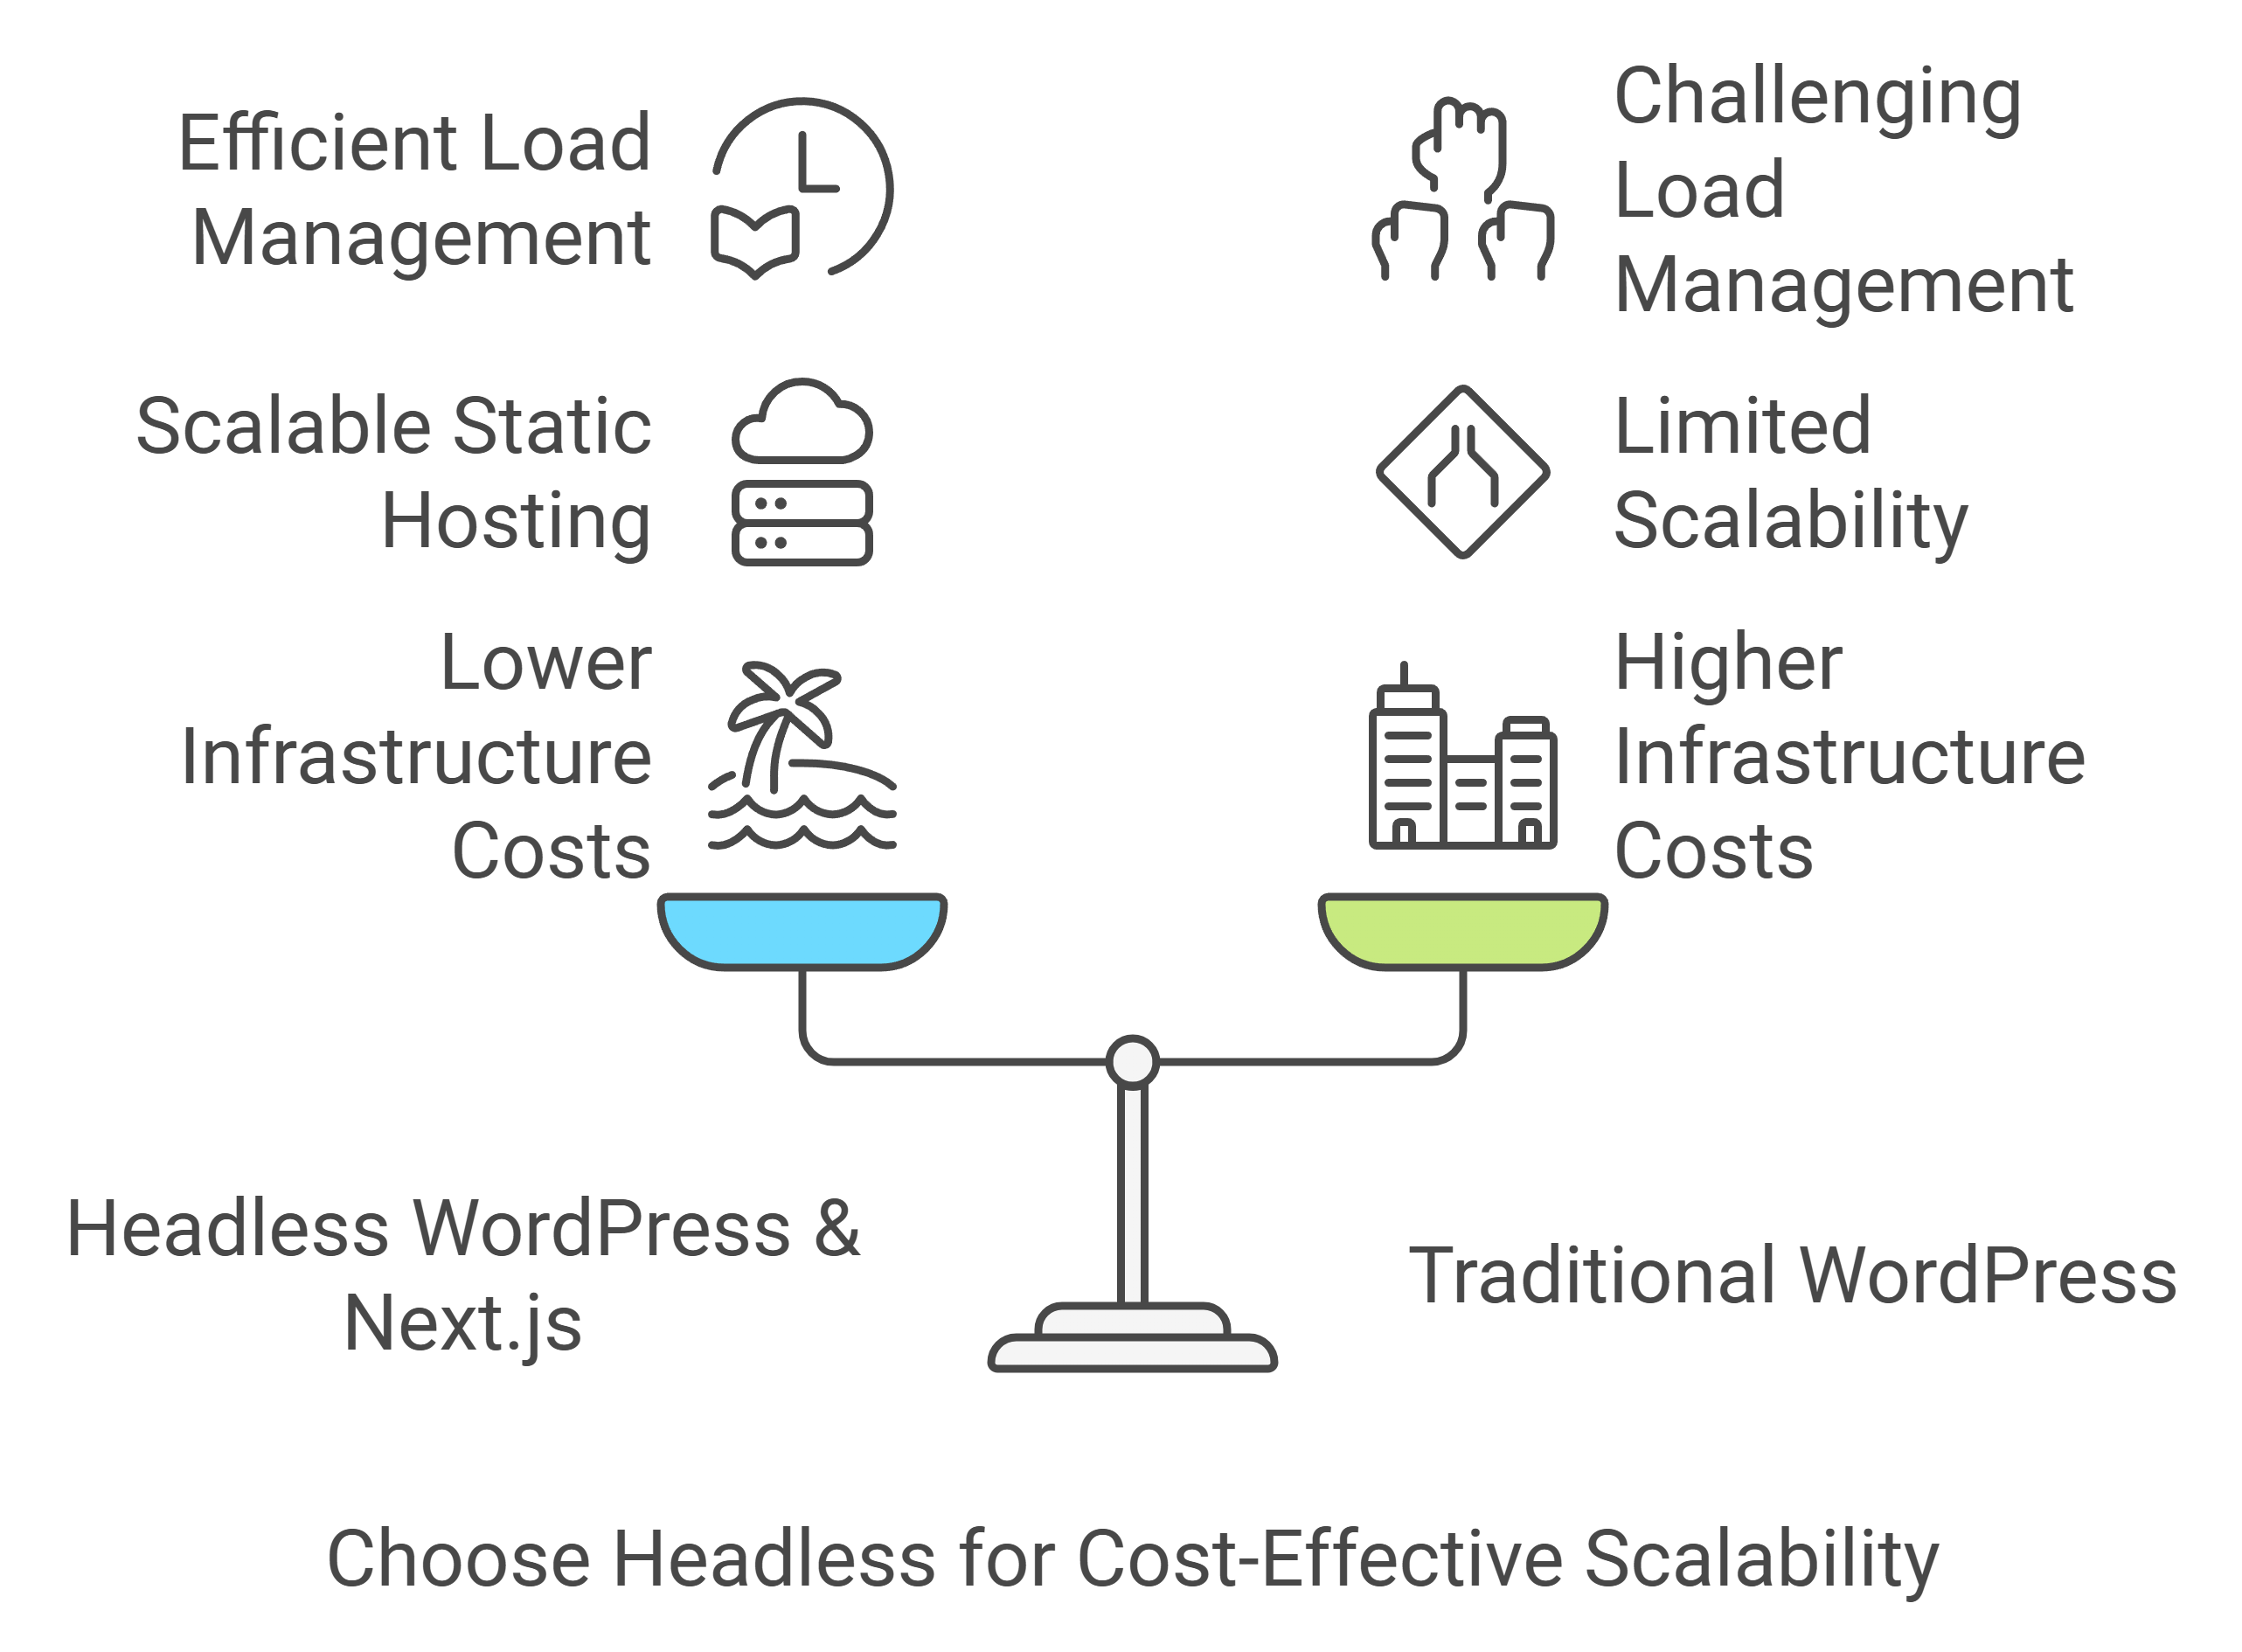 Efficient Load
Management
Challenging
Load
Management
Scalable Static
Hosting
Limited
Scalability
Lower
Infrastructure
Costs
Higher
Infrastructure
Costs
Headless WordPress &
Next.js
Traditional WordPress
Choose Headless for Cost-Effective Scalability